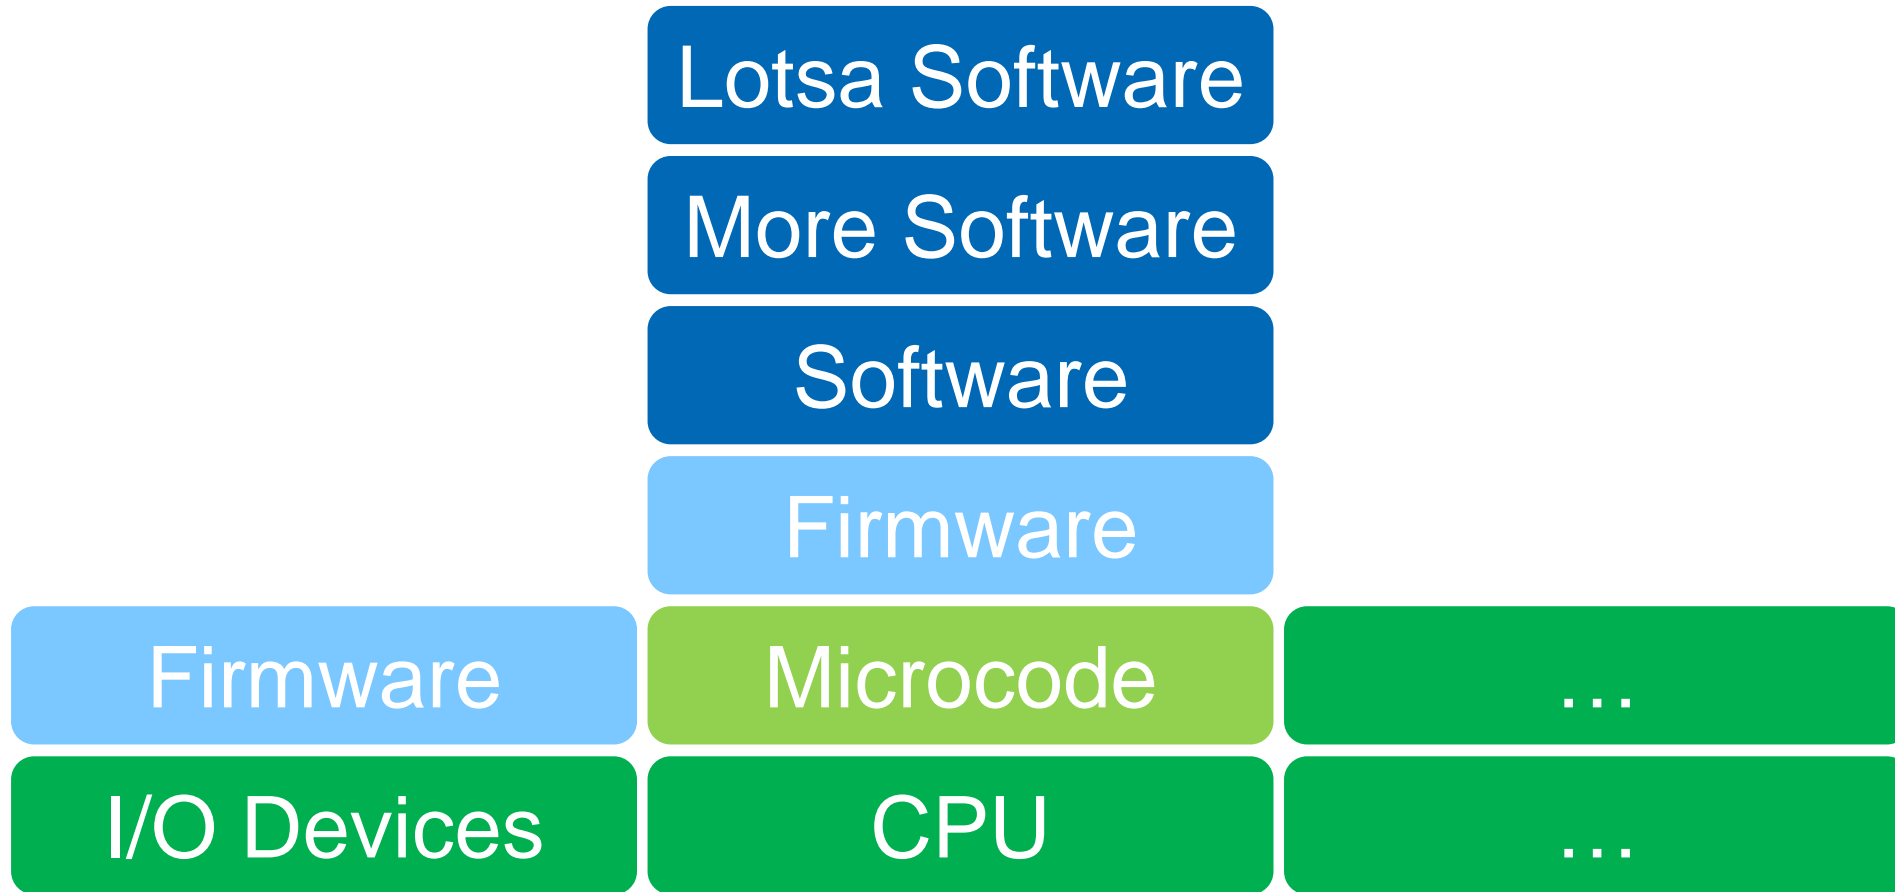 Lotsa Software
More Software
Software
Firmware
Firmware
Microcode
...
I/O Devices
CPU
...